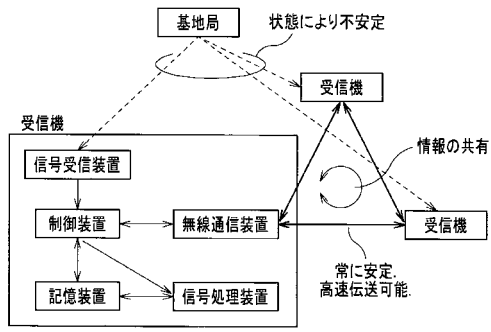 基地局
状態により不安定
受信機
受信機
信号受信装置
情報の共有
制御装置
無線通信装置
受信機
常に安定.
高速伝送可能.
記憶装置
信号処理装置